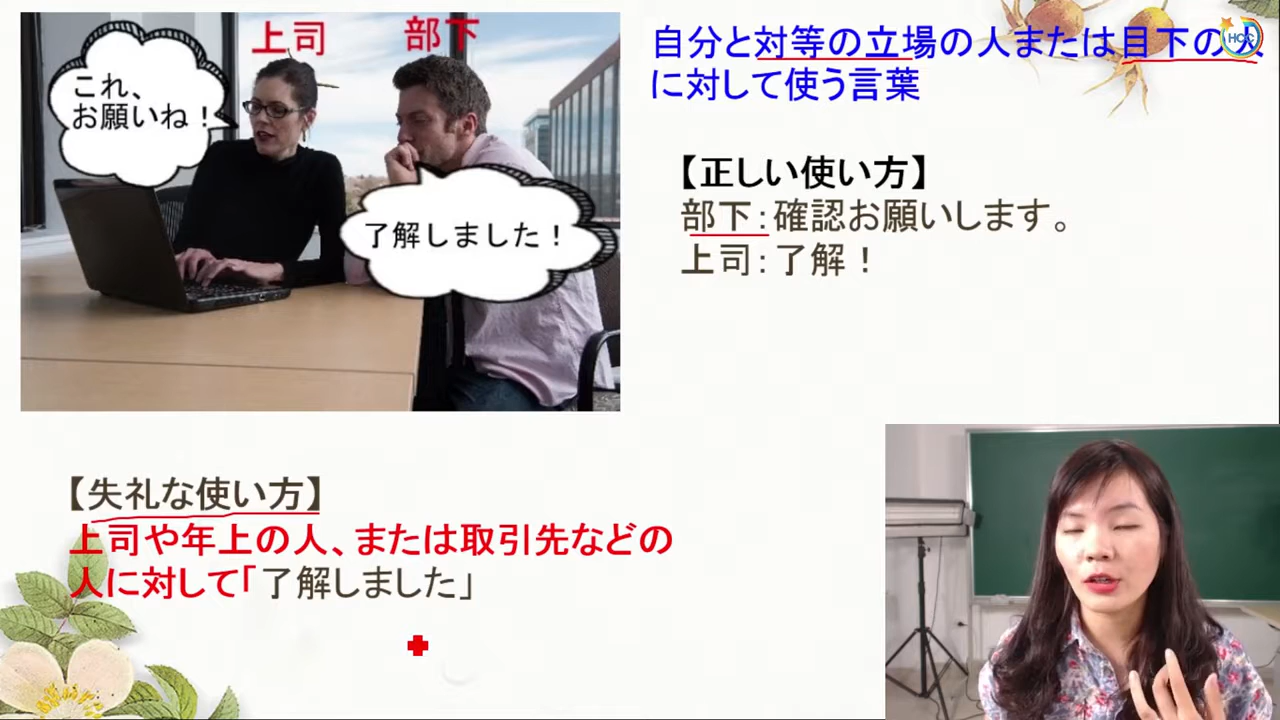 上司
部下
これ、
お願いね！
了解しました！
自分と対等の立場の人または目下の人
に対して使う言葉
HCC
【正しい使い方】
部下：確認お願いします。
上司：了解！
【失礼な使い方】
上司や年上の人、または取引先などの
人に対して「了解しました」